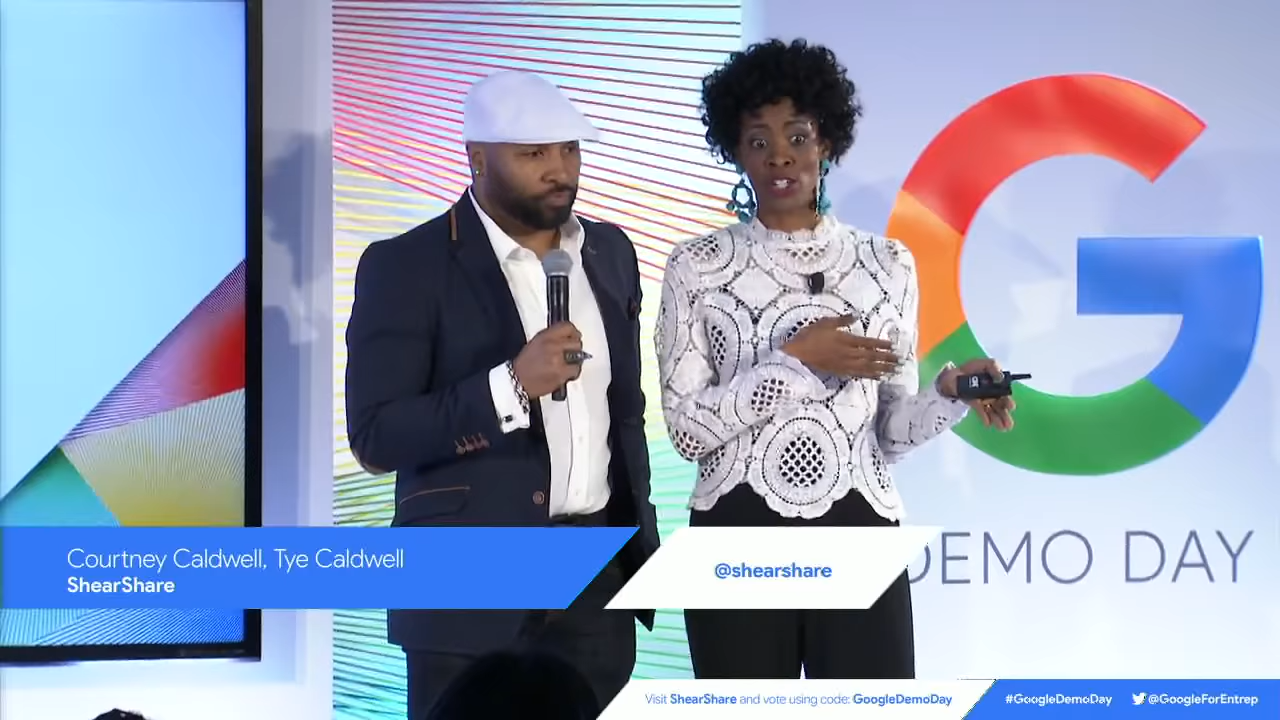 G
DEMO DAY
Courtney Caldwell, Tye Caldwell
ShearShare
@shearshare
Visit ShearShare and vote using code: GoogleDemoDay
#GoogleDemoDay
@GoogleForEntrep